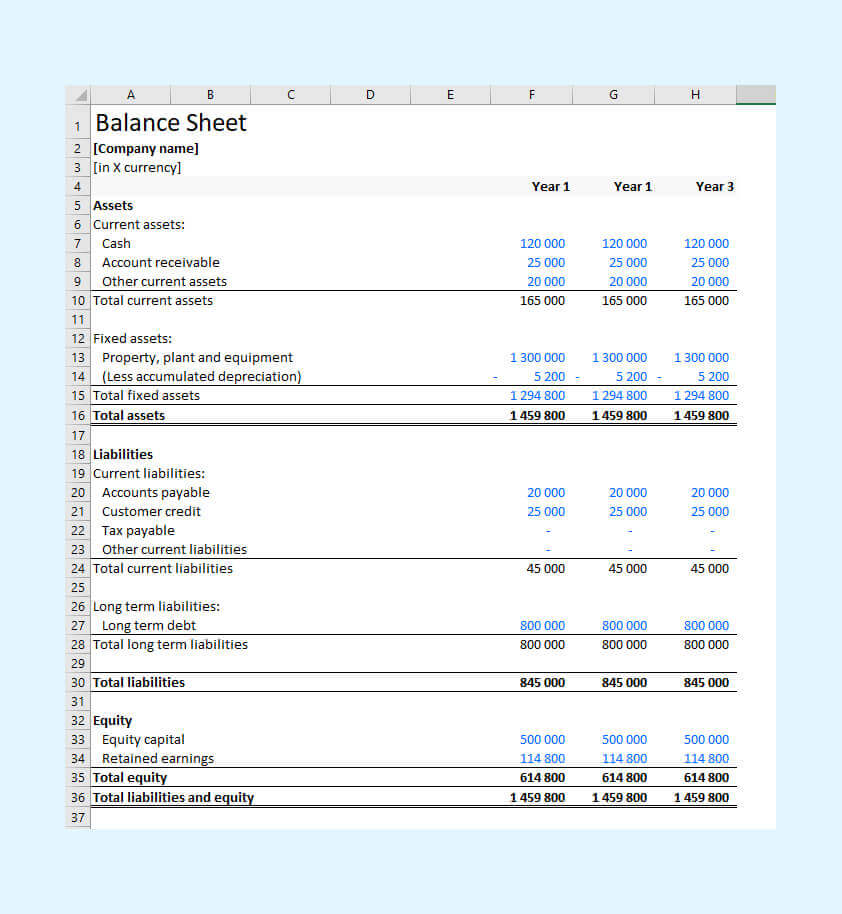 A B C D E F G H
1 Balance Sheet
2 [Company name]
3 [in X currency]
4 Year 1 Year 1 Year 3
5 Assets
6 Current assets:
7 Cash 120 000 120 000 120 000
8 Account receivable 25 000 25 000 25 000
9 Other current assets 20 000 20 000 20 000
10 Total current assets 165 000 165 000 165 000
11
12 Fixed assets:
13 Property, plant and equipment 1 300 000 1 300 000 1 300 000
14 (Less accumulated depreciation) - 5 200 - 5 200 - 5 200
15 Total fixed assets 1 294 800 1 294 800 1 294 800
16 Total assets 1 459 800 1 459 800 1 459 800
17
18 Liabilities
19 Current liabilities:
20 Accounts payable 20 000 20 000 20 000
21 Customer credit 25 000 25 000 25 000
22 Tax payable - - -
23 Other current liabilities - - -
24 Total current liabilities 45 000 45 000 45 000
25
26 Long term liabilities:
27 Long term debt 800 000 800 000 800 000
28 Total long term liabilities 800 000 800 000 800 000
29
30 Total liabilities 845 000 845 000 845 000
31
32 Equity
33 Equity capital 500 000 500 000 500 000
34 Retained earnings 114 800 114 800 114 800
35 Total equity 614 800 614 800 614 800
36 Total liabilities and equity 1 459 800 1 459 800 1 459 800
37